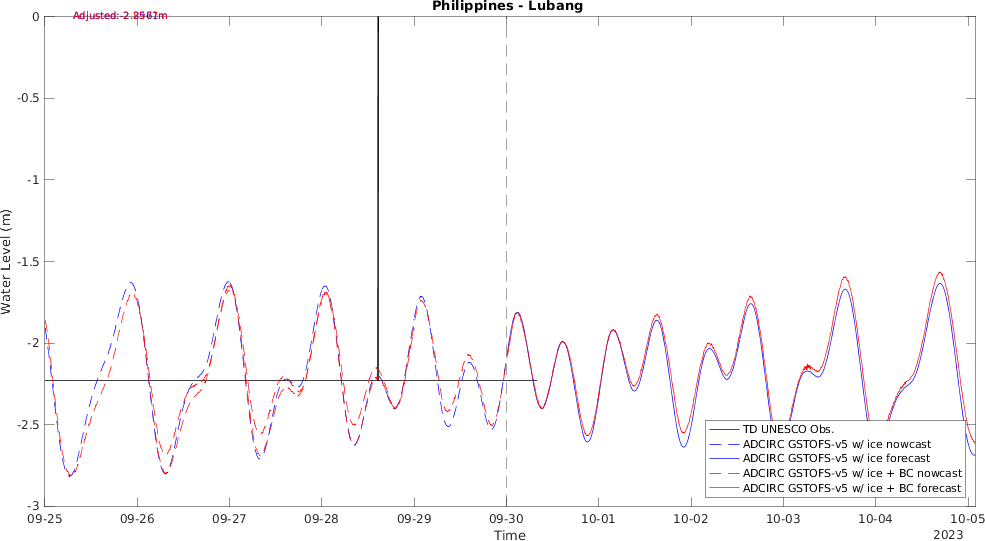 Philippines - Lubang
Adjusted:
0
-0.5
-1
-1.5
-2
-2.5
-3
Water Level (m)
TD UNESCO Obs.
ADCIRC GSTOFS-v5 w/ ice nowcast
ADCIRC GSTOFS-v5 w/ ice forecast
ADCIRC GSTOFS-v5 w/ ice + BC nowcast
ADCIRC GSTOFS-v5 w/ ice + BC forecast
09-25 09-26 09-27 09-28 09-29 09-30 10-01 10-02 10-03 10-04 10-05
Time
2023